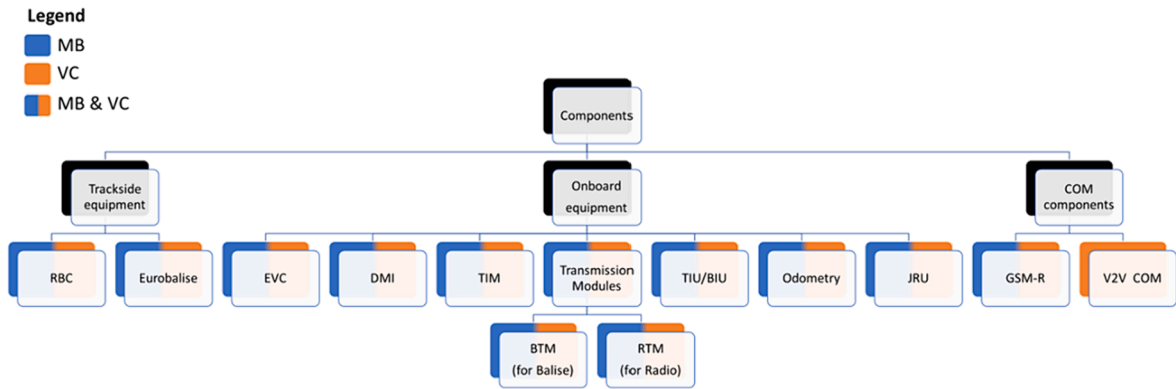 Legend
MB
VC
MB & VC
Components
Trackside
equipment
Onboard
equipment
COM
components
RBC
Eurobalise
EVC
DMI
TIM
Transmission
Modules
TIU/BIU
Odometry
JRU
GSM-R
V2V COM
BTM
(for Balise)
RTM
(for Radio)